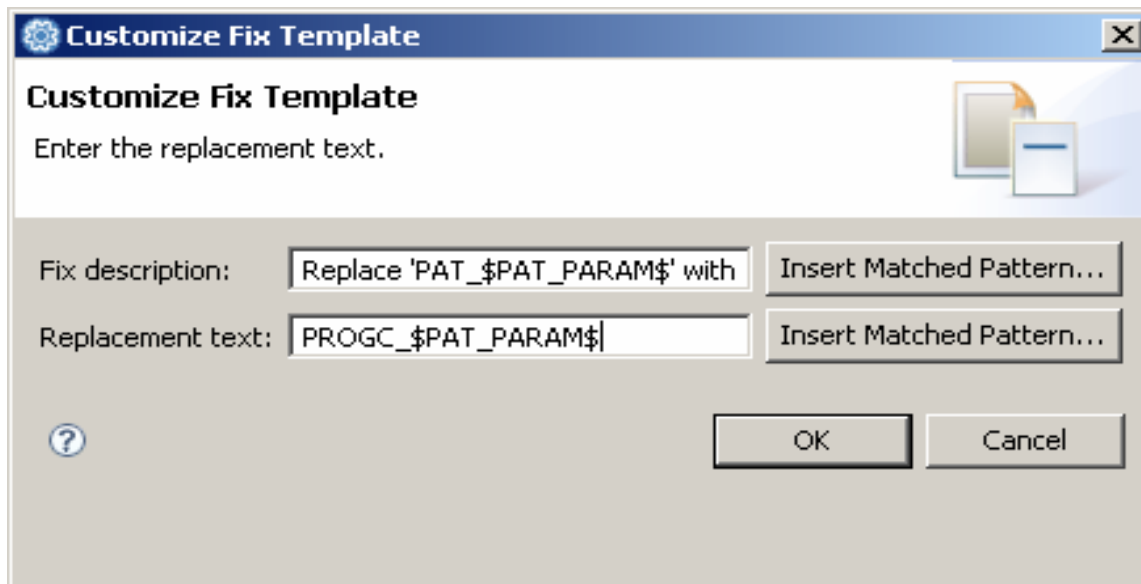 Customize Fix Template
Customize Fix Template
Enter the replacement text.
Fix description: Replace 'PAT_$PAT_PARAM$' with Insert Matched Pattern...
Replacement text: PROGC_$PAT_PARAM$ Insert Matched Pattern...
? OK Cancel